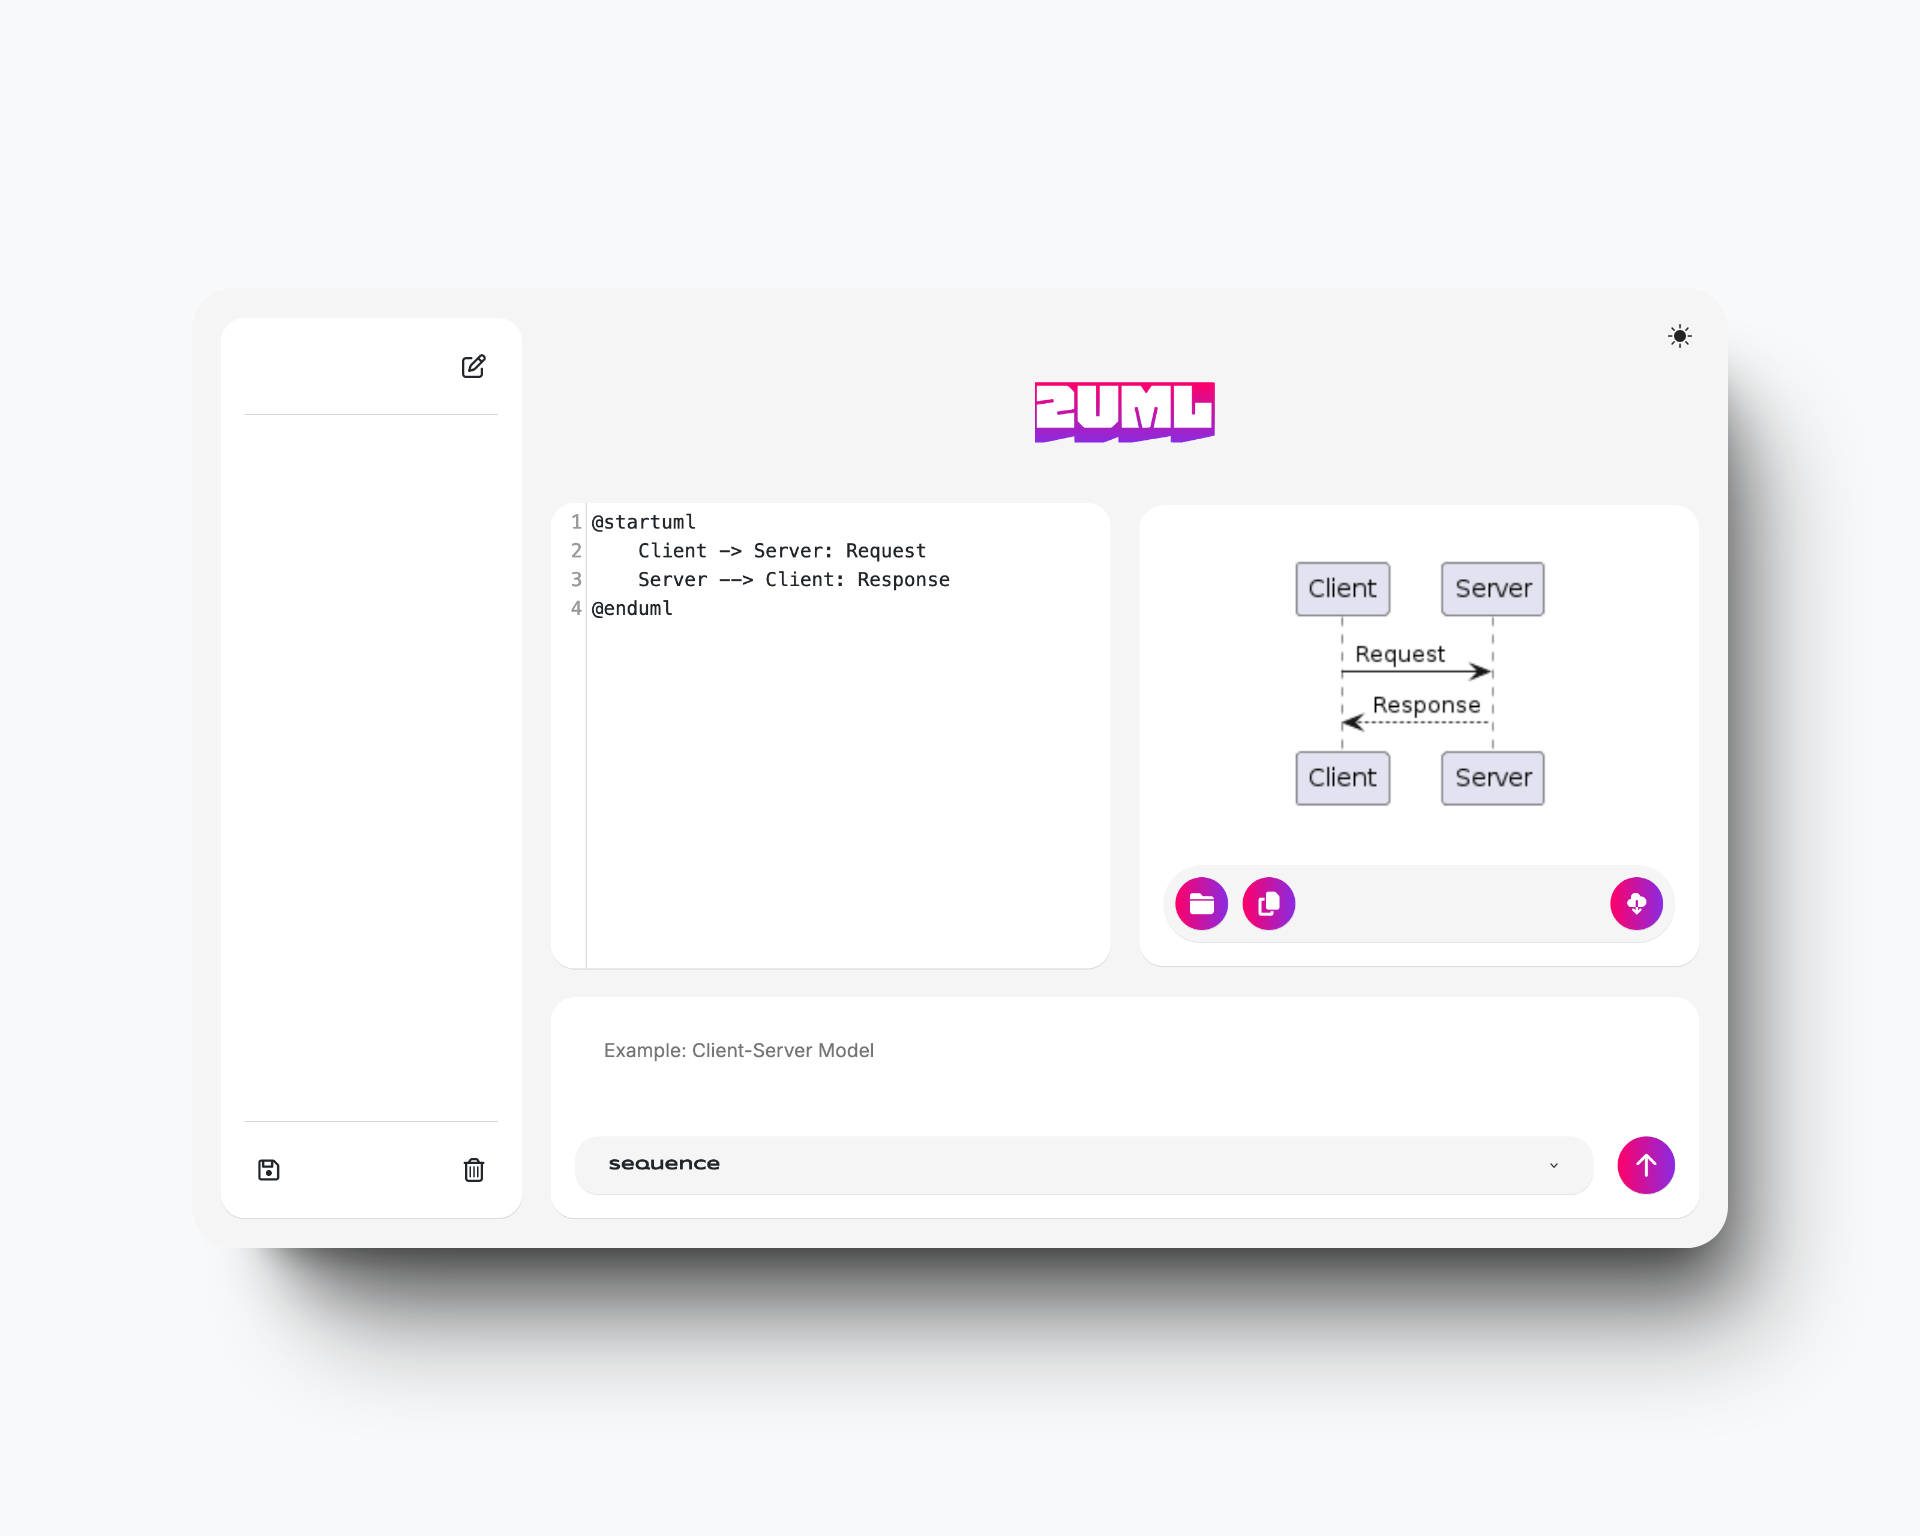 2UML
1 @startuml
2 Client -> Server: Request
3 Server --> Client: Response
4 @enduml
Client Server
Request
Response
Client Server
Example: Client-Server Model
sequence